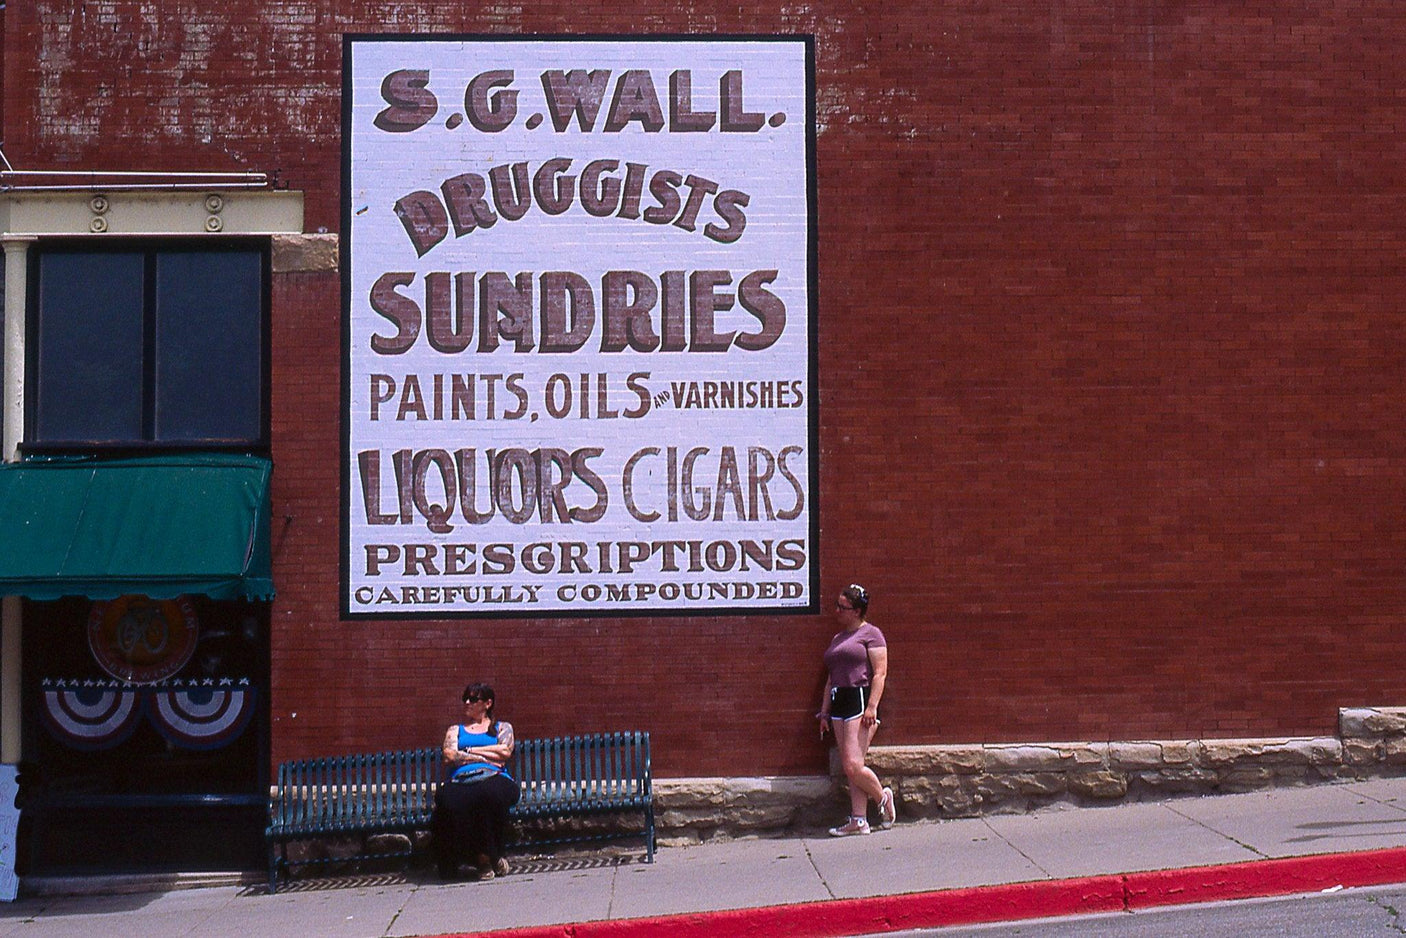 S.G.WALL.
DRUGGISTS
SUNDRIES
PAINTS, OILS AND VARNISHES
LIQUORS CIGARS
PRESCRIPTIONS
CAREFULLY COMPOUNDED